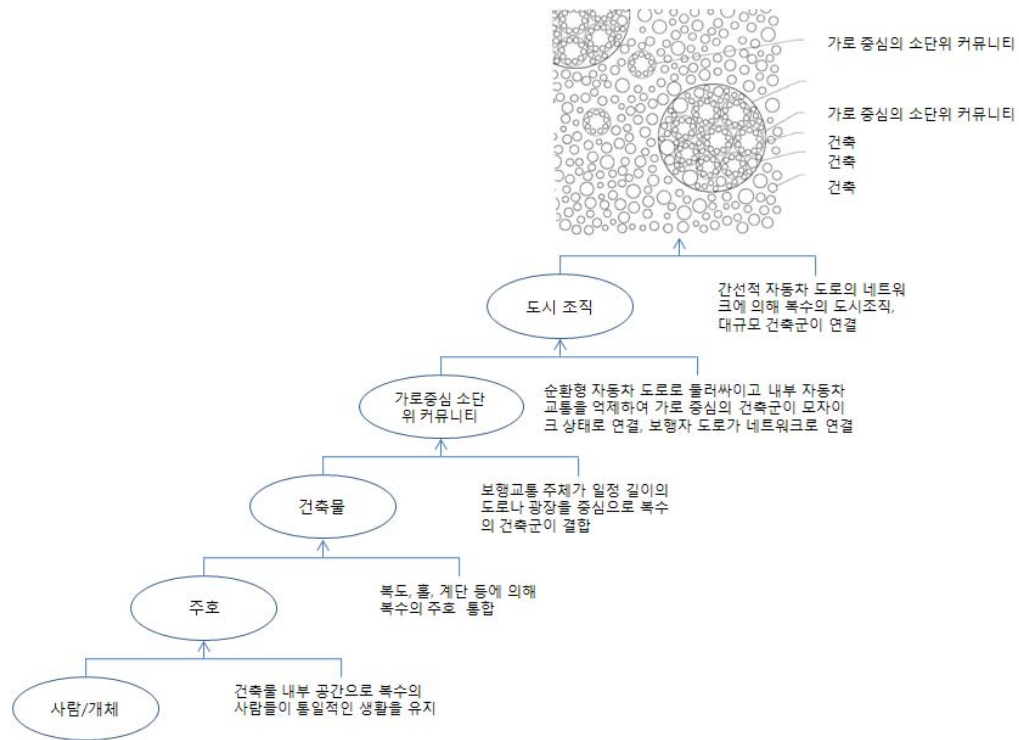 가로 중심의 소단위 커뮤니티
가로 중심의 소단위 커뮤니티
건축
건축
건축
도시 조직
간선적 자동차 도로의 네트워
크에 의해 복수의 도시조직,
대규모 건축군이 연결
가로중심 소단
위 커뮤니티
순환형 자동차 도로로 둘러싸이고 내부 자동차
교통을 억제하여 가로 중심의 건축군이 모자이
크 상태로 연결, 보행자 도로가 네트워크로 연결
건축물
보행교통 주체가 일정 길이의
도로나 광장을 중심으로 복수
의 건축군이 결합
주호
복도, 홀, 계단 등에 의해
복수의 주호 통합
사람/개체
건축물 내부 공간으로 복수의
사람들이 통일적인 생활을 유지